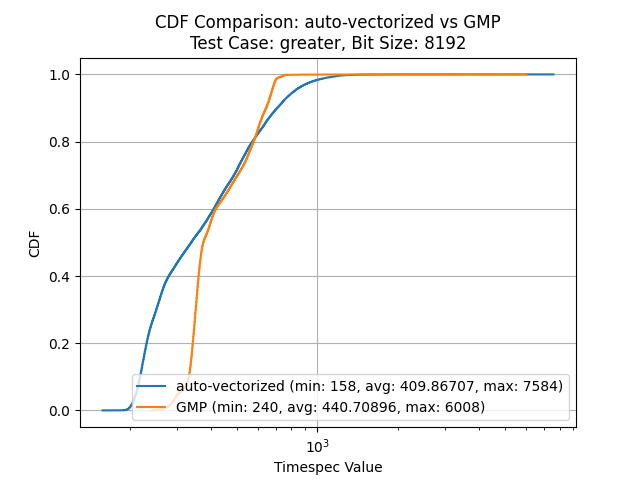 CDF Comparison: auto-vectorized vs GMP
Test Case: greater, Bit Size: 8192
1.0
0.8
0.6
0.4
0.2
0.0
CDF
auto-vectorized (min: 158, avg: 409.86707, max: 7584)
GMP (min: 240, avg: 440.70896, max: 6008)
10³
Timespec Value